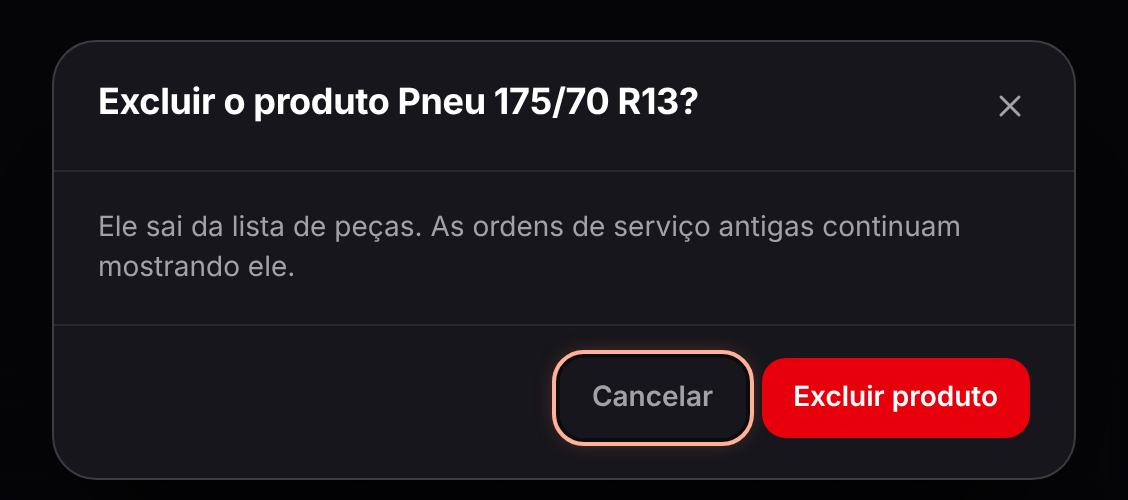 Excluir o produto Pneu 175/70 R13?
Ele sai da lista de peças. As ordens de serviço antigas continuam
mostrando ele.
Cancelar
Excluir produto